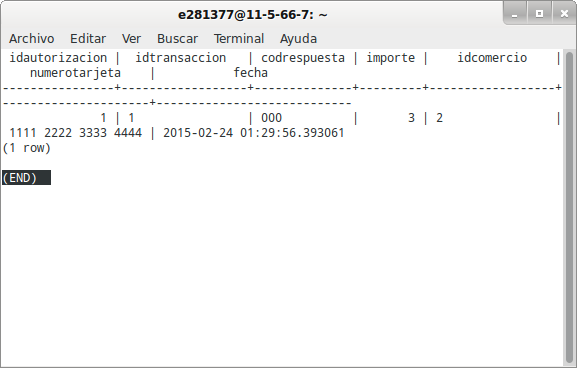 e281377@11-5-66-7: ~
Archivo Editar Ver Buscar Terminal Ayuda
 idautorizacion |  idtransaccion   | codrespuesta | importe |    idcomercio    |
    numerotarjeta    |           fecha
----------------+------------------+--------------+---------+------------------+
---------------------+----------------------------
              1 | 1                | 000          |       3 | 2                |
 1111 2222 3333 4444 | 2015-02-24 01:29:56.393061
(1 row)
(END)